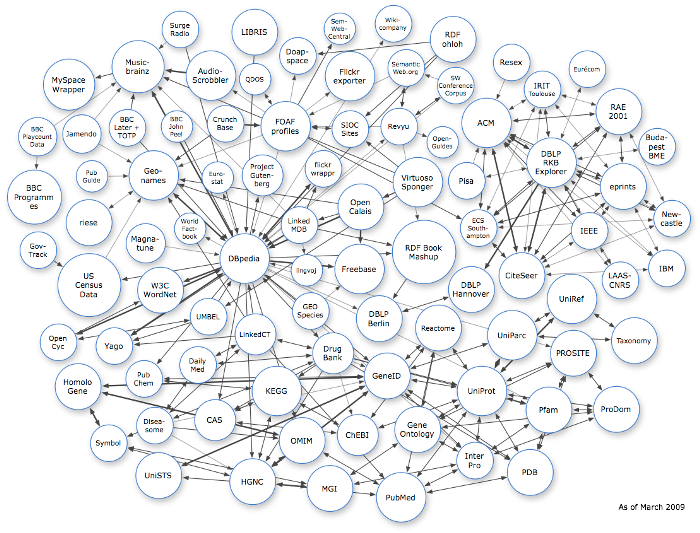 Surge
Radio
LIBRIS
Sem-
Web-
Central
Wiki-
company
RDF
ohloh
Music-
brainz
Doap-
space
Resex
MySpace
Wrapper
Audio-
Scrobbler
QDOS
Flickr
exporter
Semantic
Web.org
SW
Conference
Corpus
IRIT
Toulouse
Eurécom
BBC
Playcount
Data
Jamendo
BBC
Later +
TOTP
BBC
John
Peel
Crunch
Base
FOAF
profiles
SIOC
Sites
Revyu
Open-
Guides
ACM
RAE
2001
Buda-
pest
BME
DBLP
RKB
Explorer
Pub
Guide
Geo-
names
Euro-
stat
Project
Guten-
berg
flickr
wrappr
Virtuoso
Sponger
Pisa
eprints
BBC
Programm
es
riese
World
Fact-
book
Linked
MDB
Open
Calais
ECS
South-
ampton
IEEE
New-
castle
Gov-
Track
Magna-
tune
DBpedia
RDF Book
Mashup
US
Census
Data
W3C
WordNet
lingvoj
Freebase
DBLP
Hannover
CiteSeer
LAAS-
CNRS
IBM
UniRef
Open
Cyc
Yago
UMBEL
LinkedCT
GEO
Species
DBLP
Berlin
Reactome
UniParc
Taxonomy
Homolo
Gene
Pub
Chem
Daily
Med
Drug
Bank
GeneID
PROSITE
KEGG
UniProt
Symbol
Disea-
some
CAS
OMIM
ChEBI
Gene
Ontology
Pfam
ProDom
UniSTS
HGNC
MGI
PubMed
Inter
Pro
PDB
As of March 2009